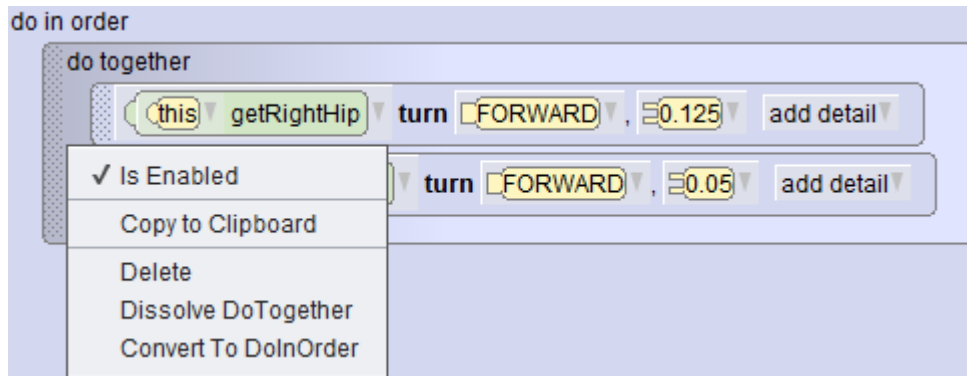 do in order
do together
this getRightHip turn FORWARD , 0.125 add detail
✓ Is Enabled
turn FORWARD , 0.05 add detail
Copy to Clipboard
Delete
Dissolve DoTogether
Convert To DoInOrder